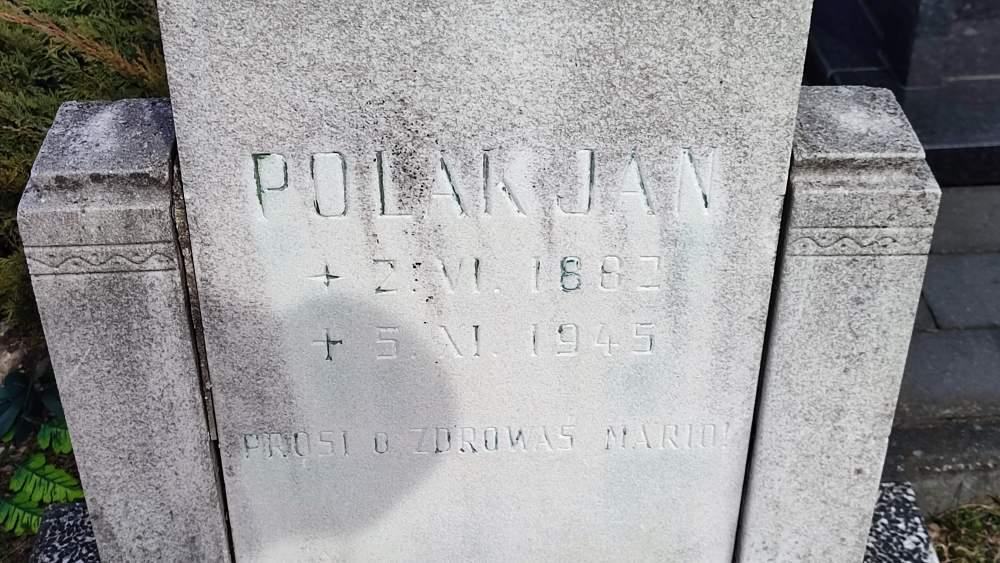 POLAK JAN
+ 2. VI. 1882
+ 5. XI. 1945
PROSI O ZDROWAŚ MARIO!